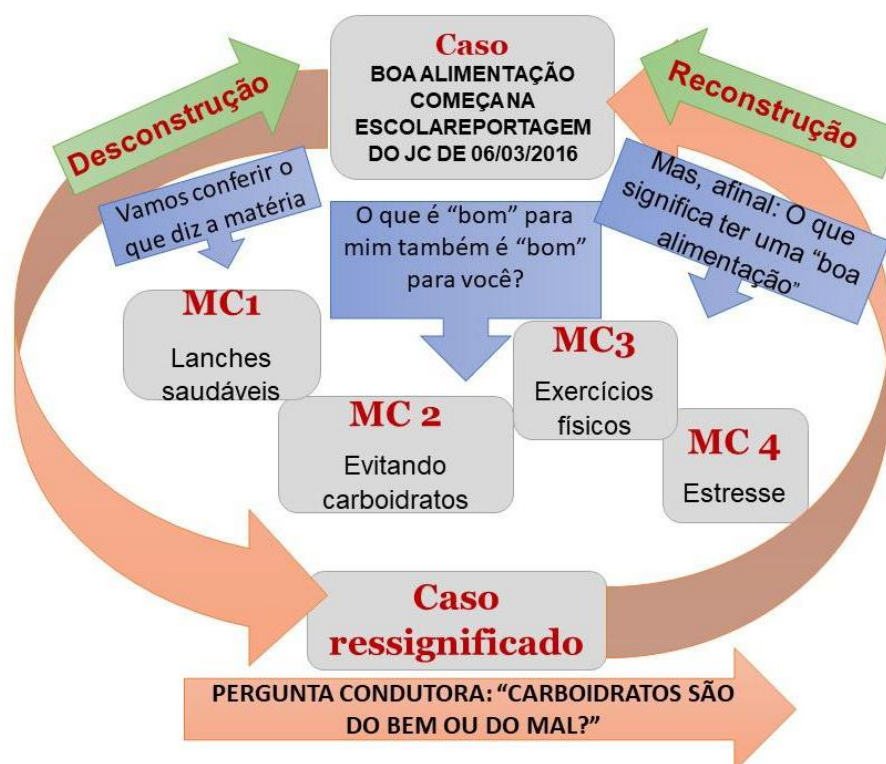 Caso
BOA ALIMENTAÇÃO
COMEÇA NA
ESCOLAREPORTAGEM
DO JC DE 06/03/2016
Desconstrução
Reconstrução
Vamos conferir o
que diz a matéria
O que é “bom” para
mim também é “bom”
para você?
Mas, afinal: O que
significa ter uma “boa
alimentação”
MC1
Lanches
saudáveis
MC 2
Evitando
carboidratos
MC3
Exercícios
físicos
MC 4
Estresse
Caso
ressignificado
PERGUNTA CONDUTORA: “CARBOIDRATOS SÃO
DO BEM OU DO MAL?”